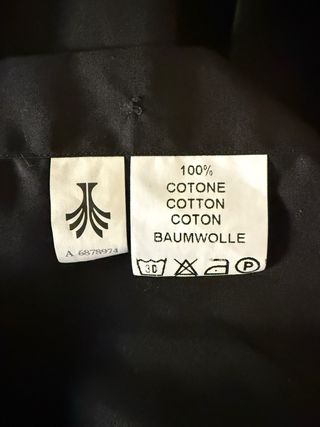 A 6878974
100%
COTONE
COTTON
COTON
BAUMWOLLE
30 A P